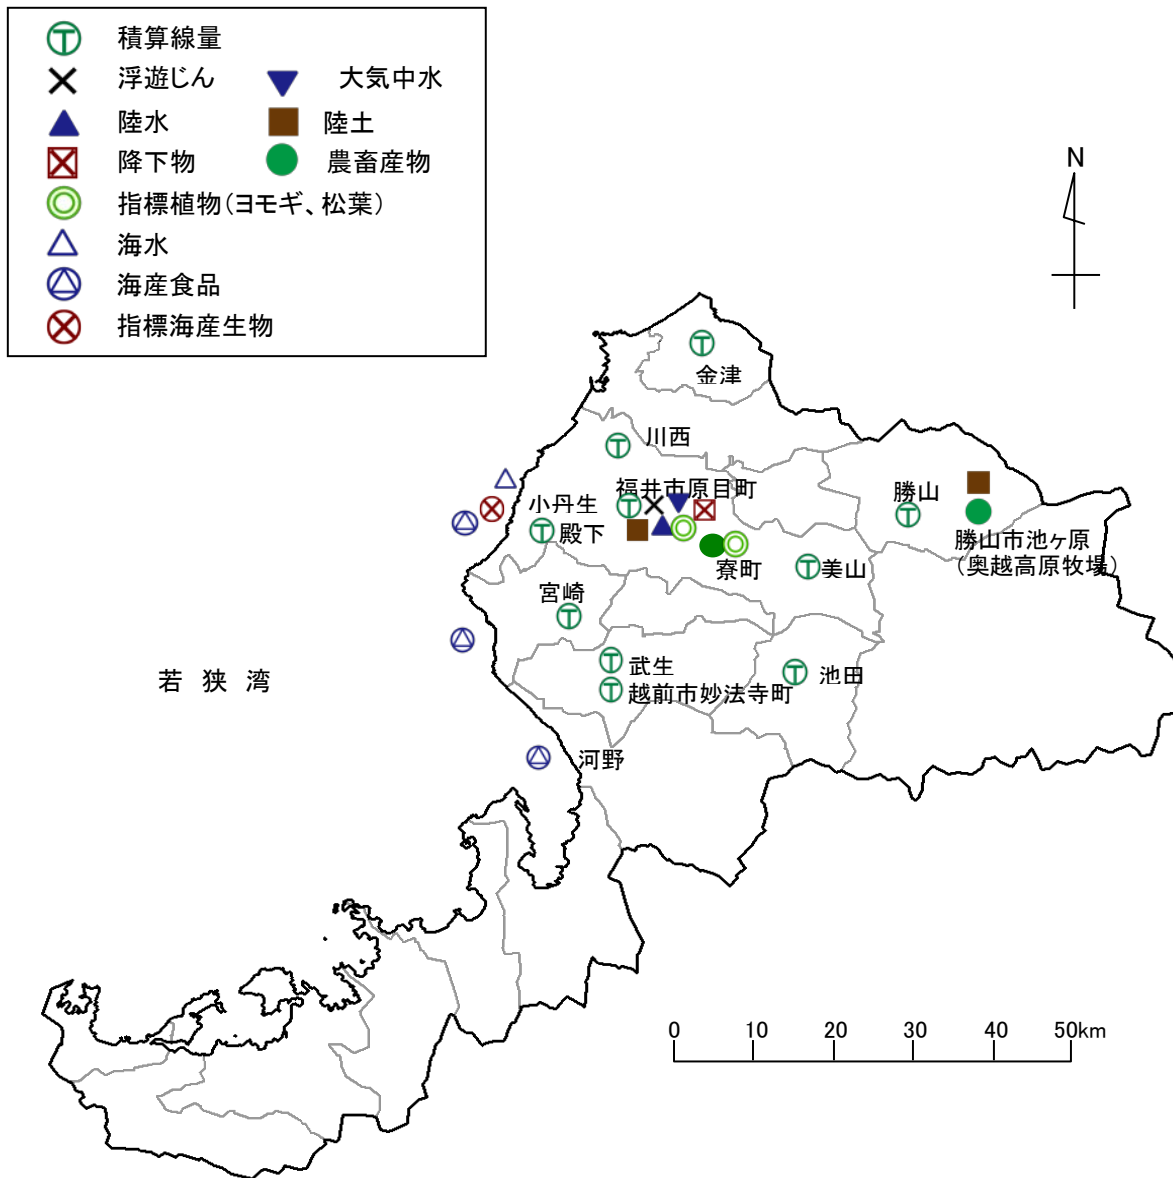 積算線量
浮遊じん 大気中水
陸水 陸土
降下物 農畜産物
指標植物(ヨモギ、松葉)
海水
海産食品
指標海産生物
N
金津
川西
福井市原目町
小丹生
殿下
勝山
勝山市池ヶ原
(奥越高原牧場)
寮町
美山
宮崎
武生
越前市妙法寺町
池田
若狭湾
河野
0 10 20 30 40 50km